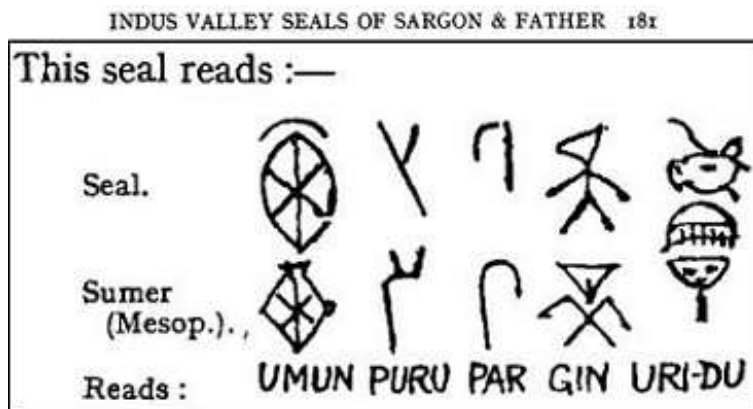 INDUS VALLEY SEALS OF SARGON & FATHER 181
This seal reads :—
Seal.
Sumer
(Mesop.).,
Reads : UMUN PURU PAR GIN URI-DU